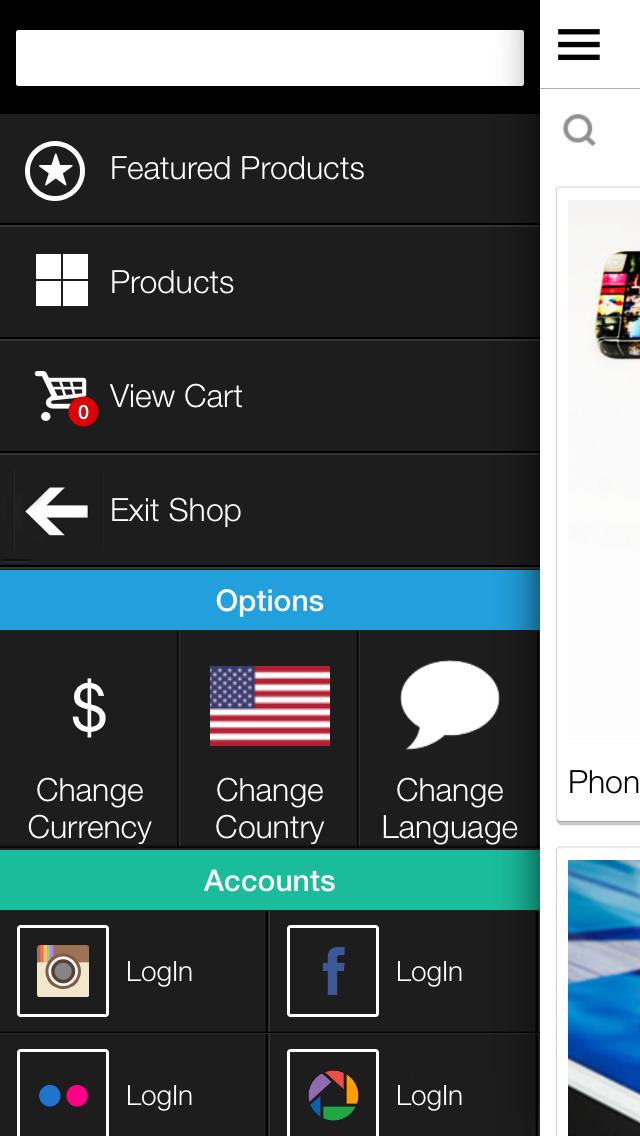 Featured Products
Products
0
View Cart
Exit Shop
Options
$
Change
Currency
Change
Country
Change
Language
Phon
Accounts
LogIn
f
LogIn
LogIn
LogIn